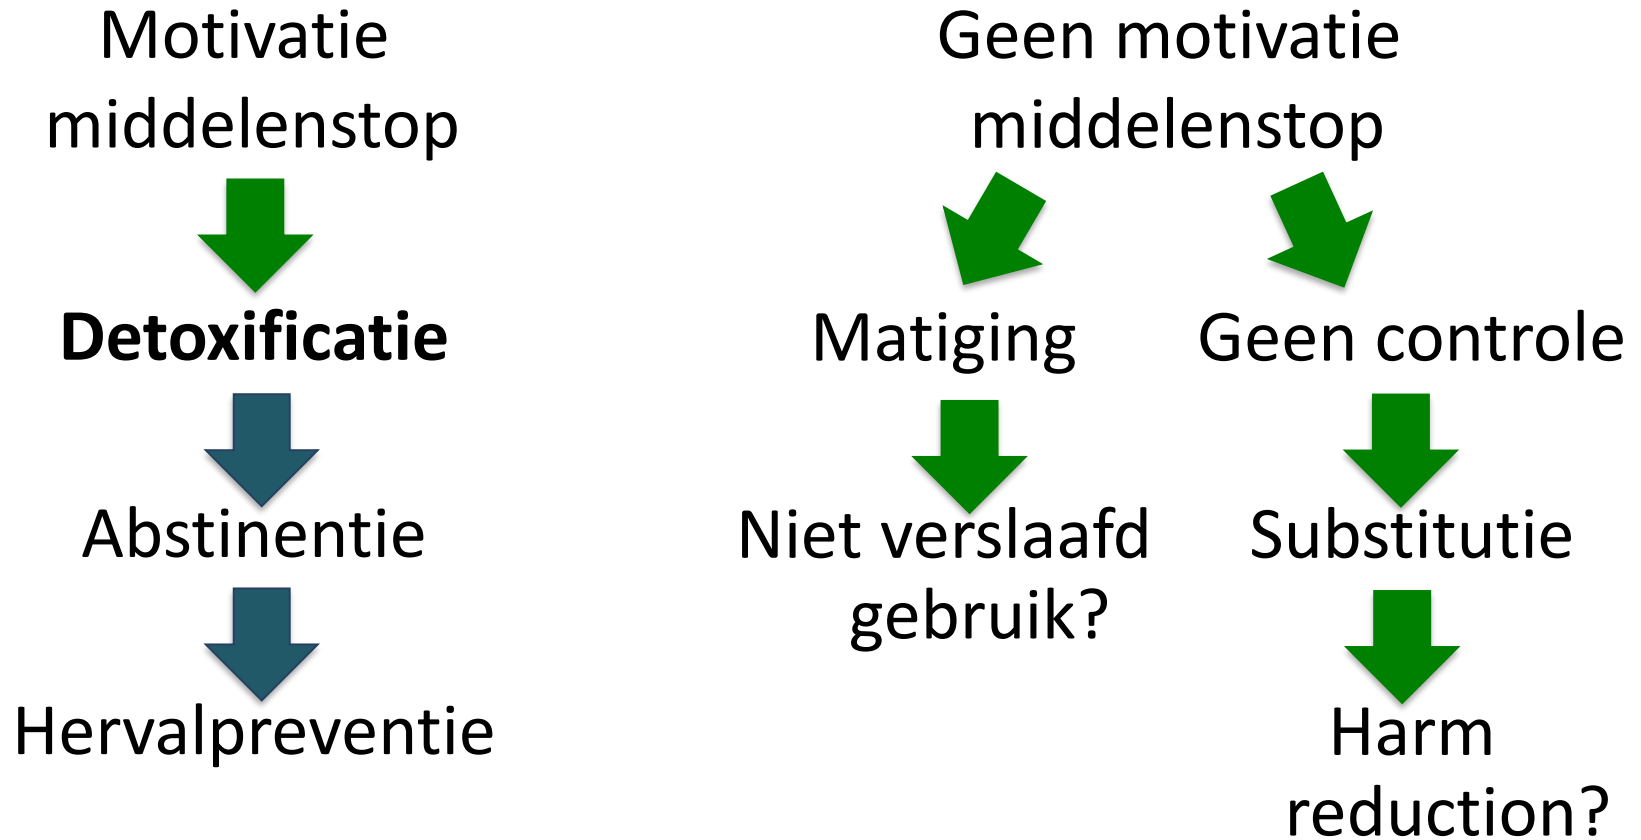 Motivatie
middelenstop
Detoxificatie
Abstinentie
Hervalpreventie
Geen motivatie
middelenstop
Matiging
Niet verslaafd
gebruik?
Geen controle
Substitutie
Harm
reduction?